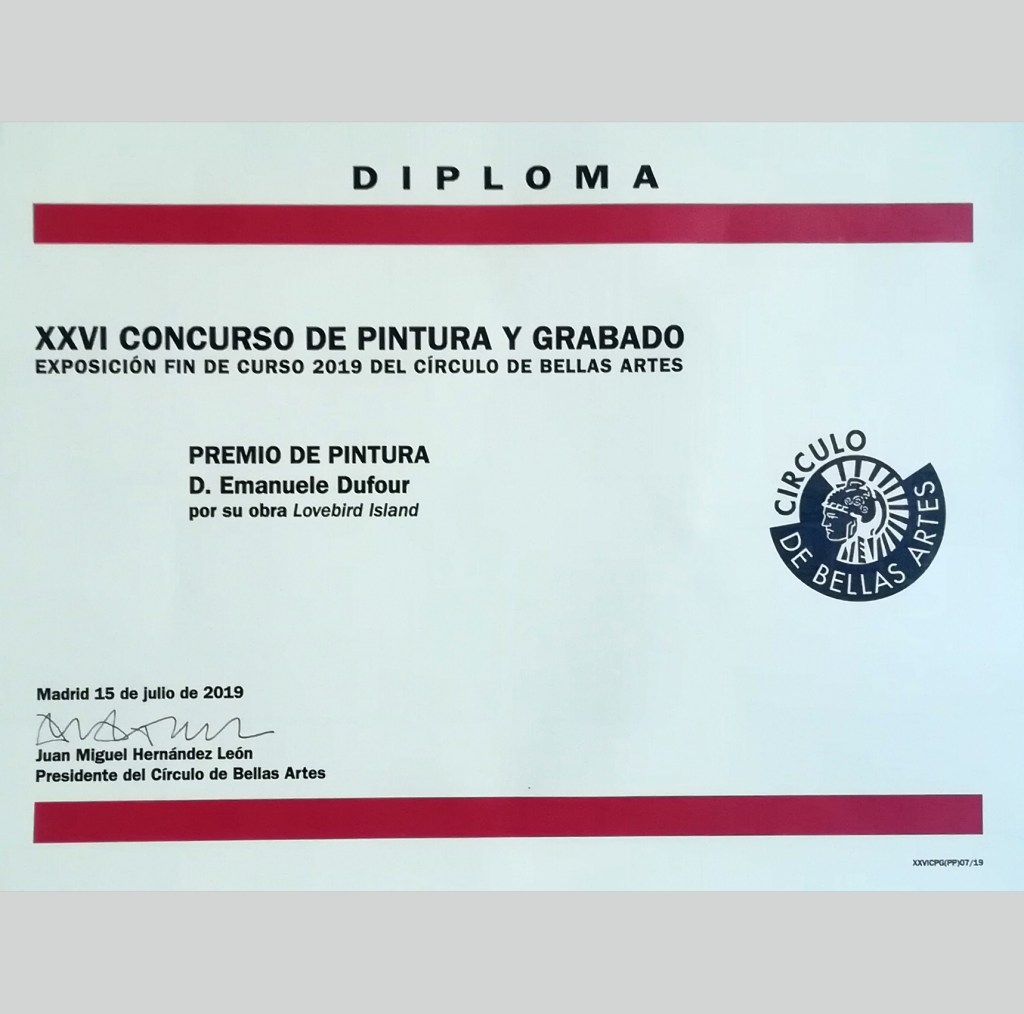 DIPLOMA
XXVI CONCURSO DE PINTURA Y GRABADO
EXPOSICIÓN FIN DE CURSO 2019 DEL CÍRCULO DE BELLAS ARTES
PREMIO DE PINTURA
D. Emanuele Dufour
por su obra Lovebird Island
CIRCULO
DE BELLAS ARTES
Madrid 15 de julio de 2019
Juan Miguel Hernández León
Presidente del Círculo de Bellas Artes
XXVICPG(PP)07/19